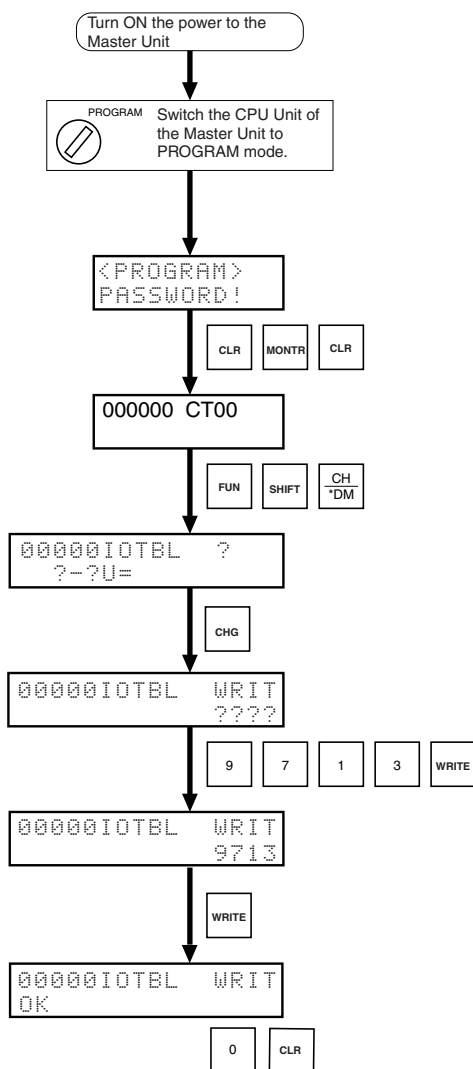 Turn ON the power to the
Master Unit
PROGRAM
Switch the CPU Unit of
the Master Unit to
PROGRAM mode.
<PROGRAM>
PASSWORD!
CLR MONTR CLR
000000 CT00
FUN SHIFT CH
*DM
00000IOTBL ?
?-?U=
CHG
00000IOTBL WRIT
????
9 7 1 3 WRITE
00000IOTBL WRIT
9713
WRITE
00000IOTBL WRIT
OK
0 CLR